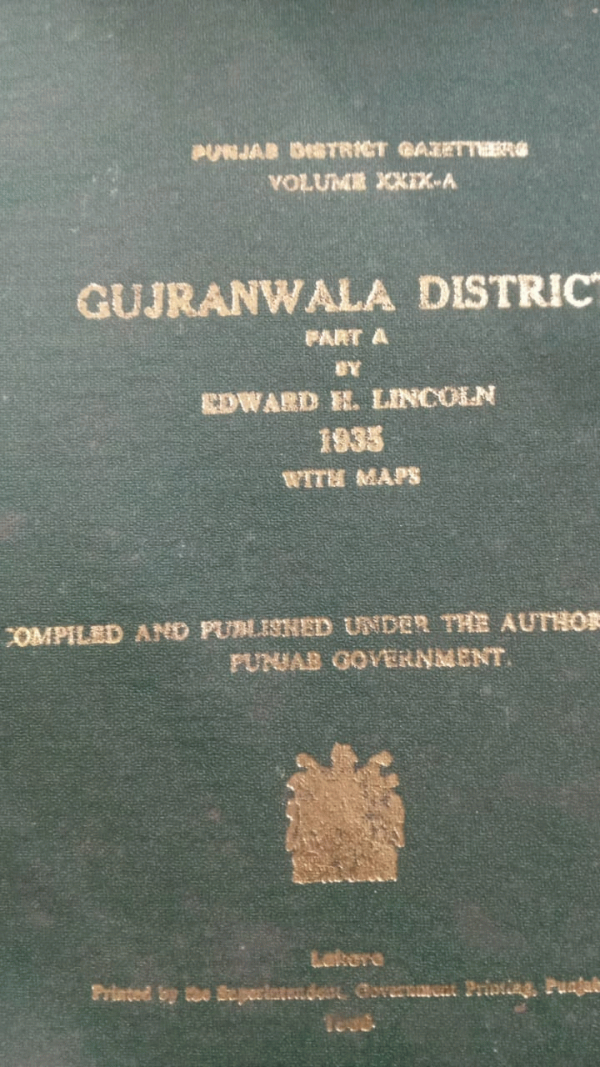 PUNJAB DISTRICT GAZETTEERS
VOLUME XXIX-A
GUJRANWALA DISTRICT
PART A
BY
EDWARD H. LINCOLN
1935
WITH MAPS
COMPILED AND PUBLISHED UNDER THE AUTHOR
PUNJAB GOVERNMENT.
Lahore
Printed by the Superintendent, Government Printing, Punjab